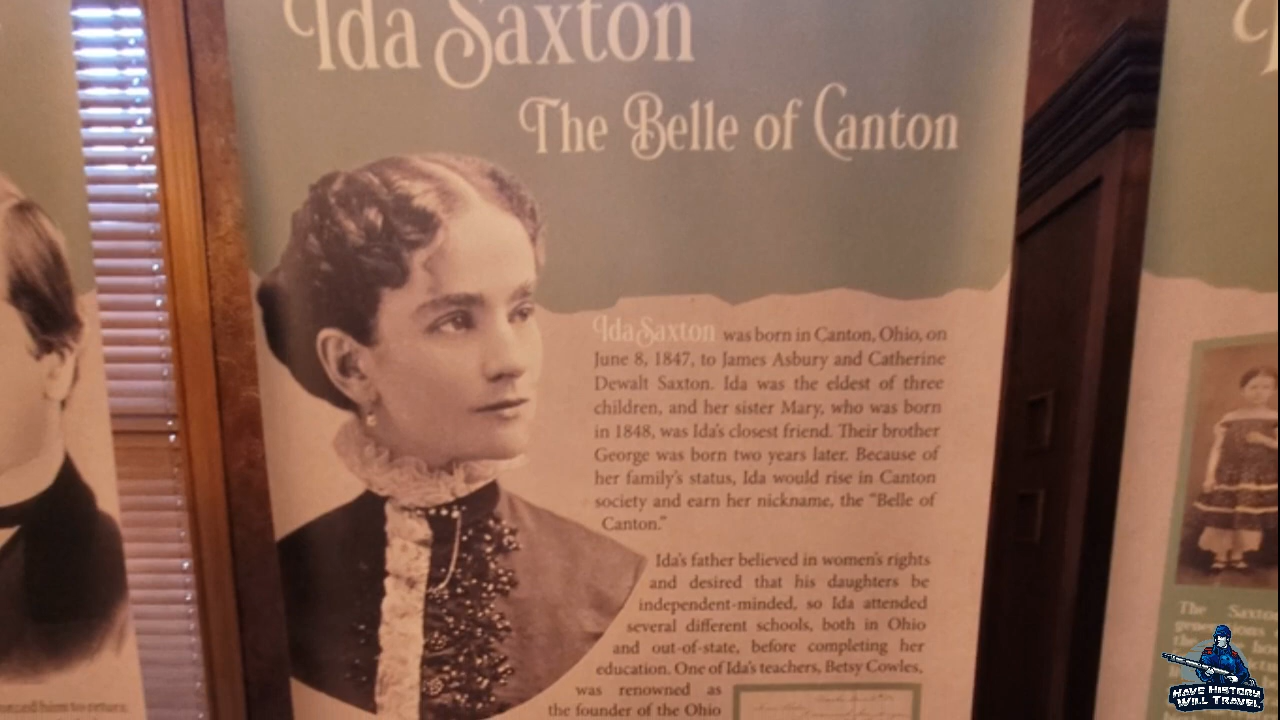 Ida Saxton
The Belle of Canton
Ida Saxton was born in Canton, Ohio, on
June 8, 1847, to James Asbury and Catherine
Dewalt Saxton. Ida was the eldest of three
children, and her sister Mary, who was born
in 1848, was Ida's closest friend. Their brother
George was born two years later. Because of
her family's status, Ida would rise in Canton
society and earn her nickname, the "Belle of
Canton."
Ida's father believed in women's rights
and desired that his daughters be
independent-minded, so Ida attended
several different schools, both in Ohio
and out-of-state, before completing her
education. One of Ida's teachers, Betsy Cowles,
was renowned as
the founder of the Ohio
him to return.
The Saxto
HAVE HISTORY
WILL TRAVEL